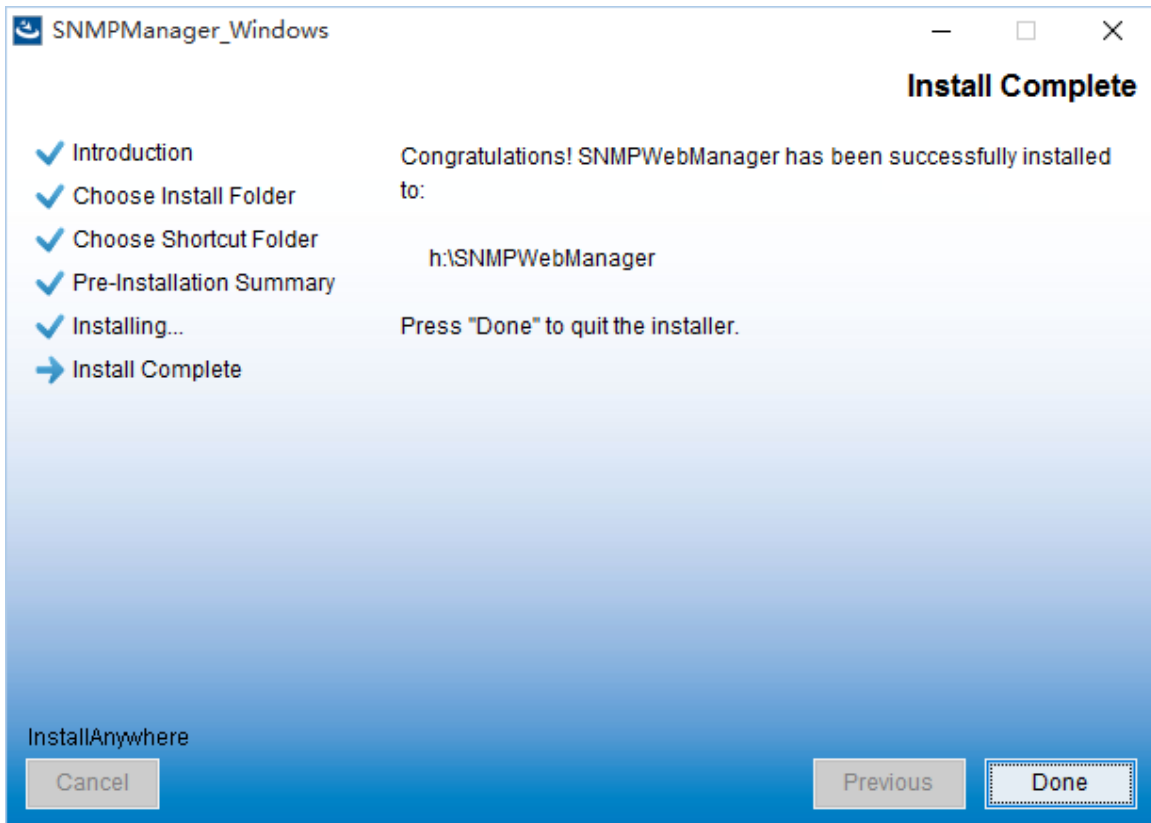 SNMPManager_Windows
Install Complete
Introduction
Choose Install Folder
Choose Shortcut Folder
Pre-Installation Summary
Installing...
Install Complete
Congratulations! SNMPWebManager has been successfully installed
to:
h:\SNMPWebManager
Press "Done" to quit the installer.
InstallAnywhere
Cancel
Previous
Done